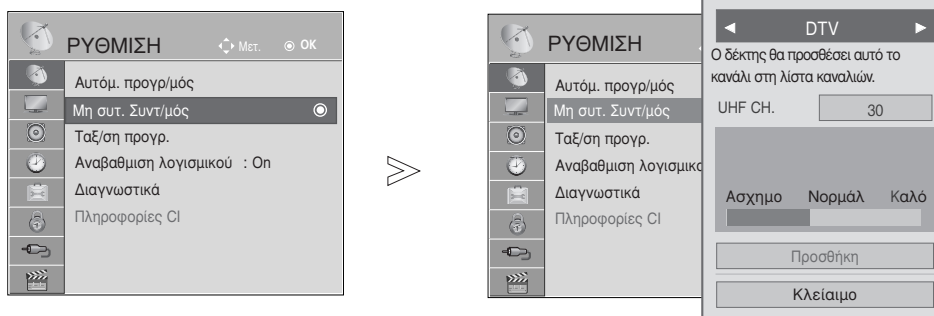 ΡΥΘΜΙΣΗ Μετ. OK
Αυτόμ. προγρ/μός
Μη συτ. Συντ/μός
Ταξ/ση προγρ.
Αναβαθμιση λογισμικού : On
Διαγνωστικά
Πληροφορίες CI
ΡΥΘΜΙΣΗ
Αυτόμ. προγρ/μός
Μη συτ. Συντ/μός
Ταξ/ση προγρ.
Αναβαθμιση λογισμικο
Διαγνωστικά
Πληροφορίες CI
◄ DTV ►
Ο δέκτης θα προσθέσει αυτό το
κανάλι στη λίστα καναλιών.
UHF CH. 30
Ασχημο Νορμάλ Καλό
Προσθήκη
Κλείαιμο